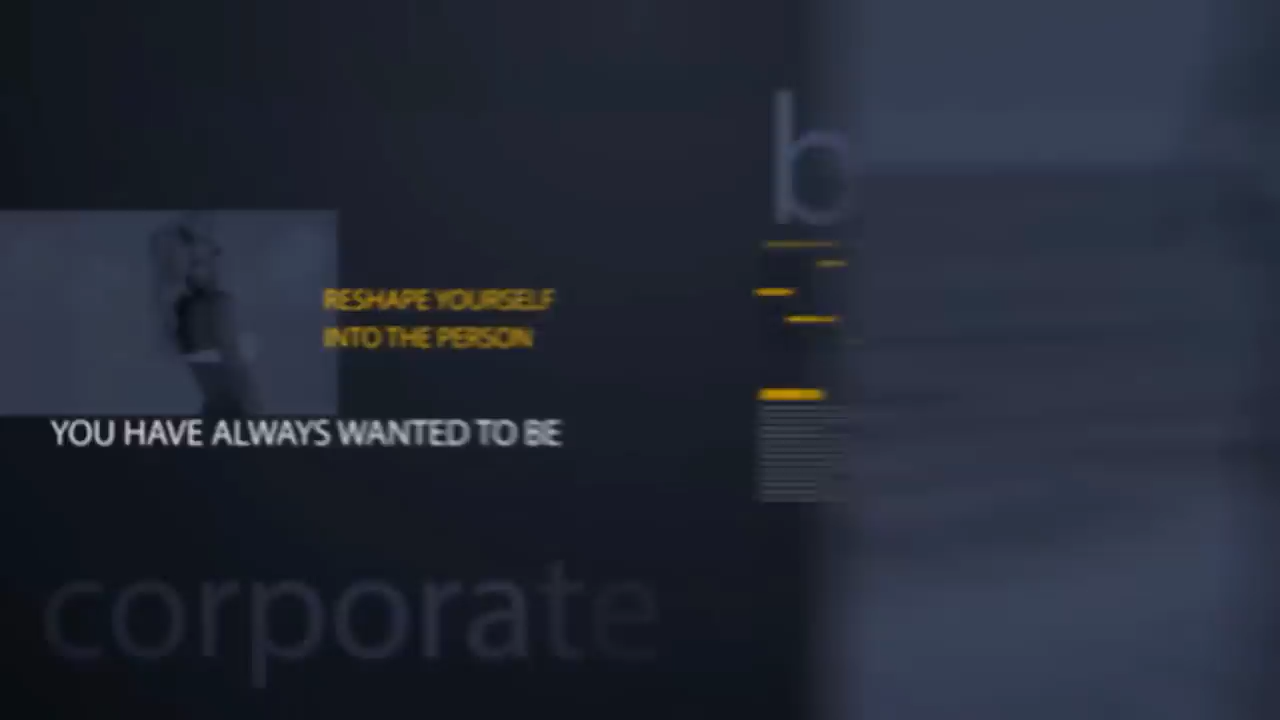 b
RESHAPE YOURSELF
INTO THE PERSON
YOU HAVE ALWAYS WANTED TO BE
corporate